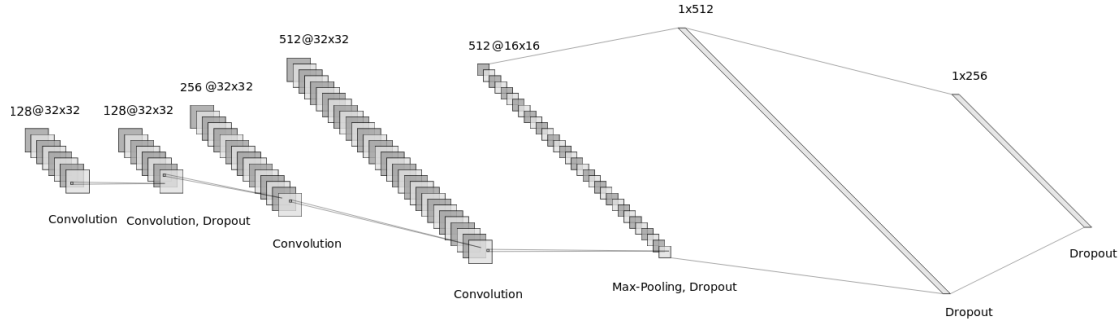 128@32x32
128@32x32
256 @32x32
512@32x32
512@16x16
1x512
1x256
Convolution
Convolution, Dropout
Convolution
Convolution
Max-Pooling, Dropout
Dropout
Dropout